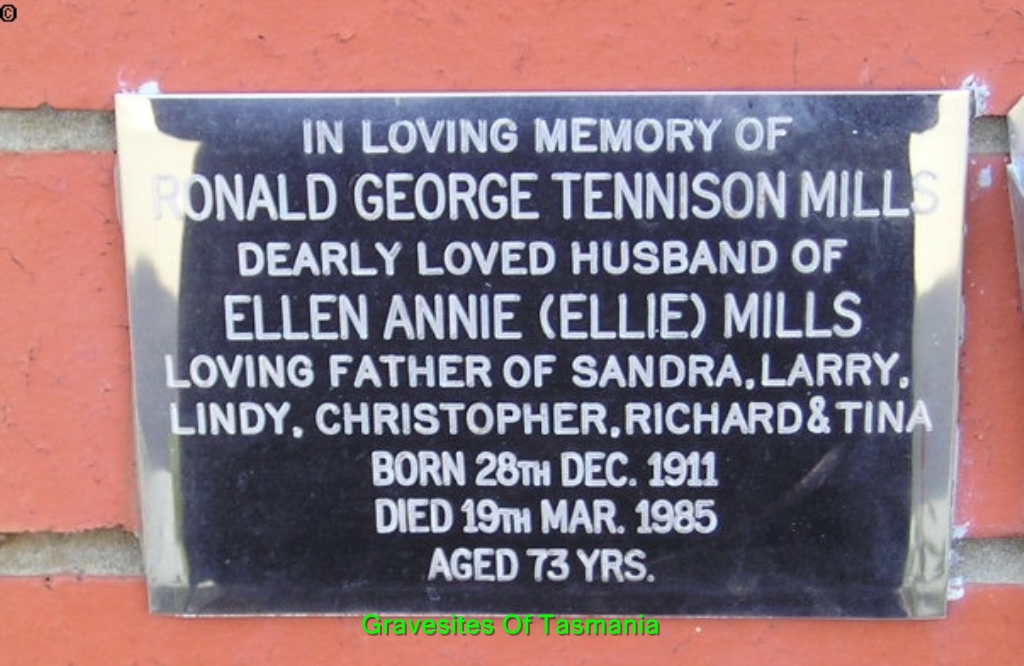 ©
IN LOVING MEMORY OF
RONALD GEORGE TENNISON MILLS
DEARLY LOVED HUSBAND OF
ELLEN ANNIE (ELLIE) MILLS
LOVING FATHER OF SANDRA, LARRY,
LINDY, CHRISTOPHER, RICHARD & TINA
BORN 28TH DEC. 1911
DIED 19TH MAR. 1985
AGED 73 YRS.
Gravesites Of Tasmania